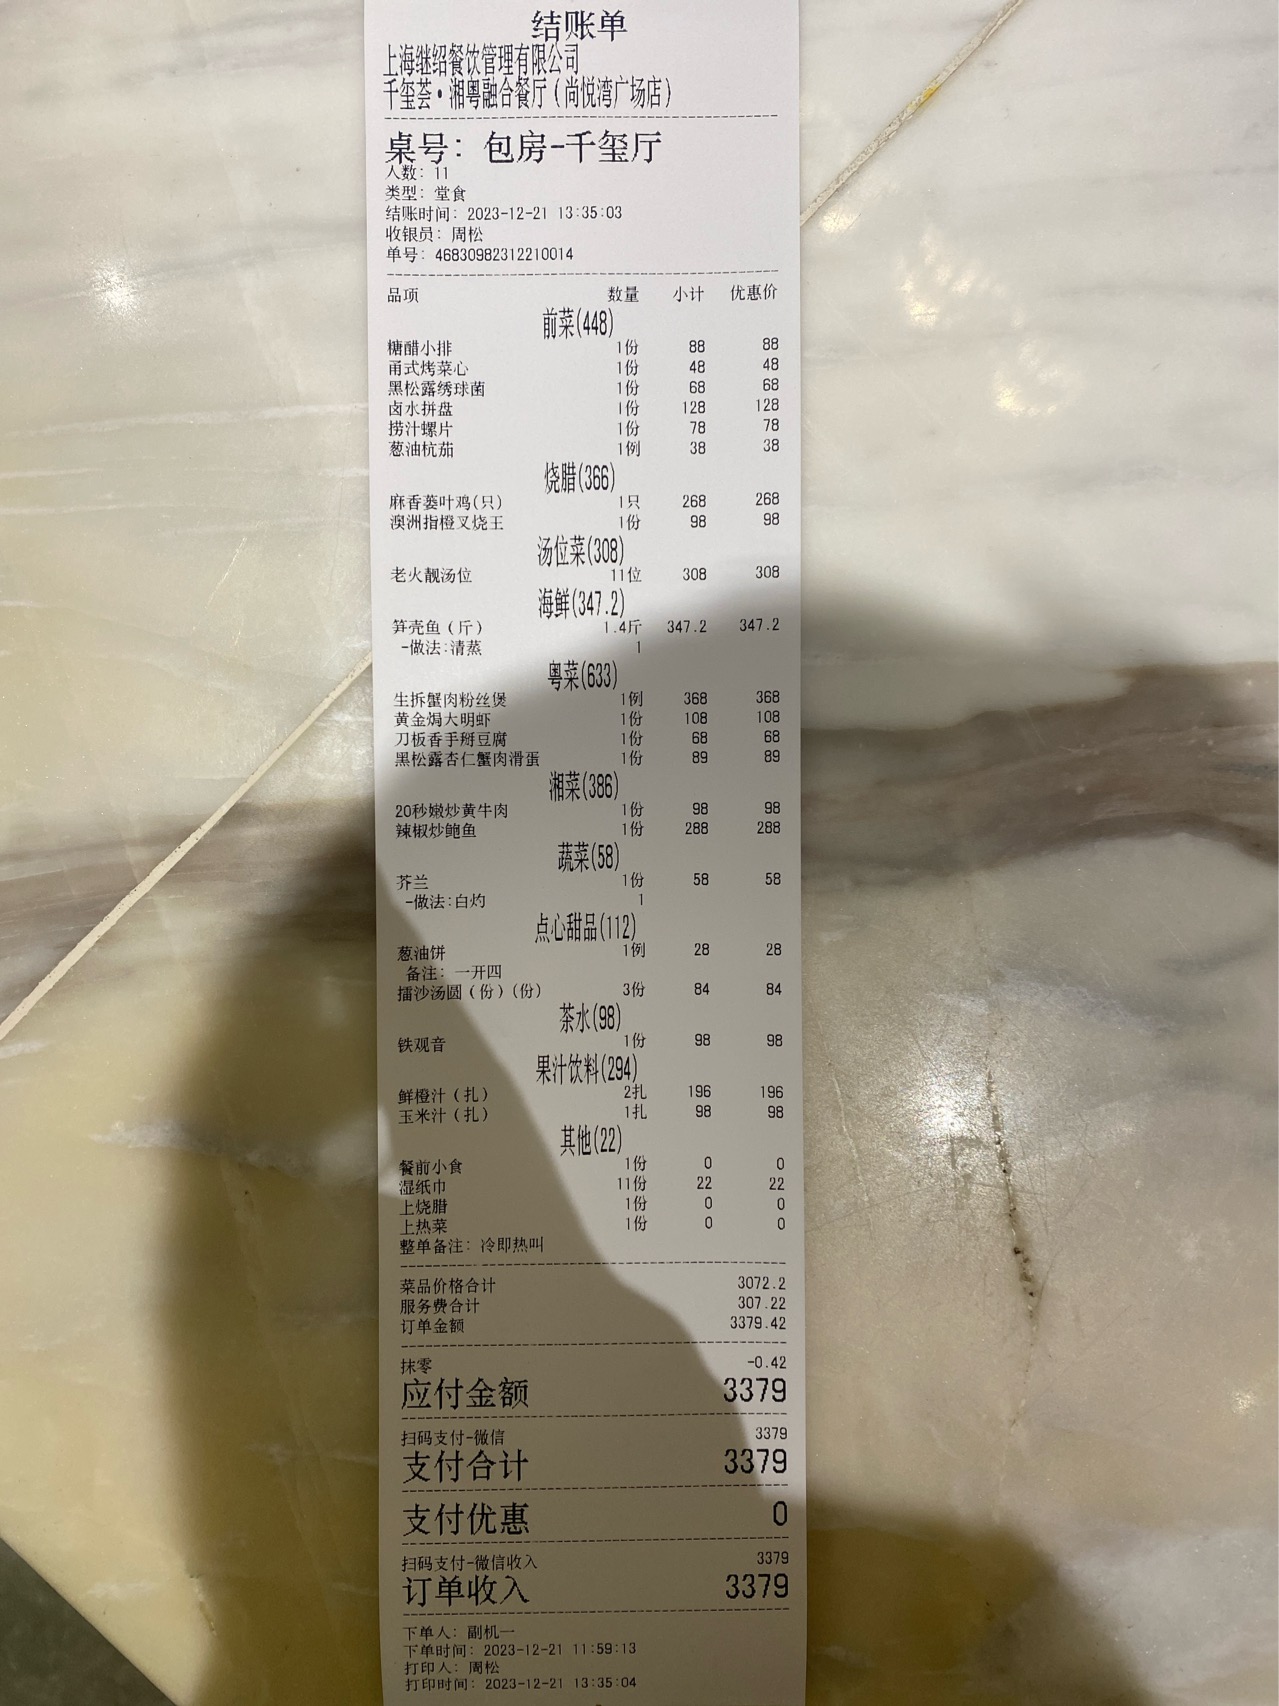 结账单
上海继绍餐饮管理有限公司
千玺荟•湘粤融合餐厅(尚悦湾广场店)
桌号: 包房-千玺厅
人数: 11
类型: 堂食
结账时间: 2023-12-21 13:35:03
收银员: 周松
单号: 46830982312210014
品项 数量 小计 优惠价
前菜(448)
糖醋小排 1份 88 88
甬式烤菜心 1份 48 48
黑松露绣球菌 1份 68 68
卤水拼盘 1份 128 128
捞汁螺片 1份 78 78
葱油杭茄 1例 38 38
烧腊(366)
麻香蒌叶鸡(只) 1只 268 268
澳洲指橙叉烧王 1份 98 98
汤位菜(308)
老火靓汤位 11位 308 308
海鲜(347.2)
笋壳鱼(斤) 1.4斤 347.2 347.2
-做法:清蒸 1
粤菜(633)
生拆蟹肉粉丝煲 1例 368 368
黄金焗大明虾 1份 108 108
刀板香手掰豆腐 1份 68 68
黑松露杏仁蟹肉滑蛋 1份 89 89
湘菜(386)
20秒嫩炒黄牛肉 1份 98 98
辣椒炒鲍鱼 1份 288 288
蔬菜(58)
芥兰 1份 58 58
-做法:白灼 1
点心甜品(112)
葱油饼 1例 28 28
备注: 一开四
擂沙汤圆(份)(份) 3份 84 84
茶水(98)
铁观音 1份 98 98
果汁饮料(294)
鲜橙汁(扎) 2扎 196 196
玉米汁(扎) 1扎 98 98
其他(22)
餐前小食 1份 0 0
湿纸巾 11份 22 22
上烧腊 1份 0 0
上热菜 1份 0 0
整单备注: 冷即热叫
菜品价格合计 3072.2
服务费合计 307.22
订单金额 3379.42
抹零 -0.42
应付金额 3379
扫码支付-微信 3379
支付合计 3379
支付优惠 0
扫码支付-微信收入 3379
订单收入 3379
下单人: 副机一
下单时间: 2023-12-21 11:59:13
打印人: 周松
打印时间: 2023-12-21 13:35:04